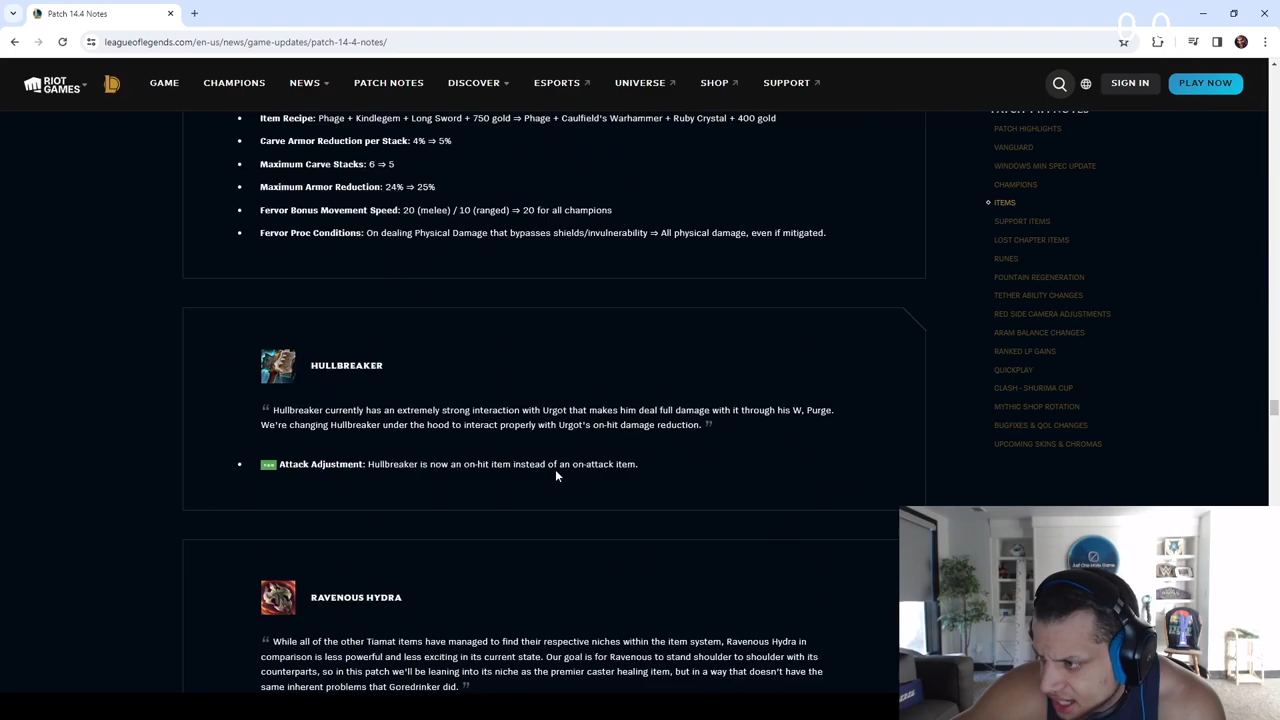 Patch 14.4 Notes
leagueoflegends.com/en-us/news/game-updates/patch-14-4-notes/
RIOT GAMES
GAME
CHAMPIONS
NEWS
PATCH NOTES
DISCOVER
ESPORTS
UNIVERSE
SHOP
SUPPORT
SIGN IN
PLAY NOW
Item Recipe: Phage + Kindlegem + Long Sword + 750 gold ⇒ Phage + Caulfield's Warhammer + Ruby Crystal + 400 gold
Carve Armor Reduction per Stack: 4% ⇒ 5%
Maximum Carve Stacks: 6 ⇒ 5
Maximum Armor Reduction: 24% ⇒ 25%
Fervor Bonus Movement Speed: 20 (melee) / 10 (ranged) ⇒ 20 for all champions
Fervor Proc Conditions: On dealing Physical Damage that bypasses shields/invulnerability ⇒ All physical damage, even if mitigated.
HULLBREAKER
Hullbreaker currently has an extremely strong interaction with Urgot that makes him deal full damage with it through his W, Purge.
We're changing Hullbreaker under the hood to interact properly with Urgot's on-hit damage reduction.
new Attack Adjustment: Hullbreaker is now an on-hit item instead of an on-attack item.
RAVENOUS HYDRA
While all of the other Tiamat items have managed to find their respective niches within the item system, Ravenous Hydra in
comparison is less powerful and less exciting in its current state. Our goal is for Ravenous to stand shoulder to shoulder with its
counterparts, so in this patch we'll be leaning into its niche as the premier caster healing item, but in a way that doesn't have the
same inherent problems that Goredrinker did.
PATCH HIGHLIGHTS
VANGUARD
WINDOWS MIN SPEC UPDATE
CHAMPIONS
ITEMS
SUPPORT ITEMS
LOST CHAPTER ITEMS
RUNES
FOUNTAIN REGENERATION
TETHER ABILITY CHANGES
RED SIDE CAMERA ADJUSTMENTS
ARAM BALANCE CHANGES
RANKED LP GAINS
QUICKPLAY
CLASH - SHURIMA CUP
MYTHIC SHOP ROTATION
BUGFIXES & QOL CHANGES
UPCOMING SKINS & CHROMAS
Just One More Game